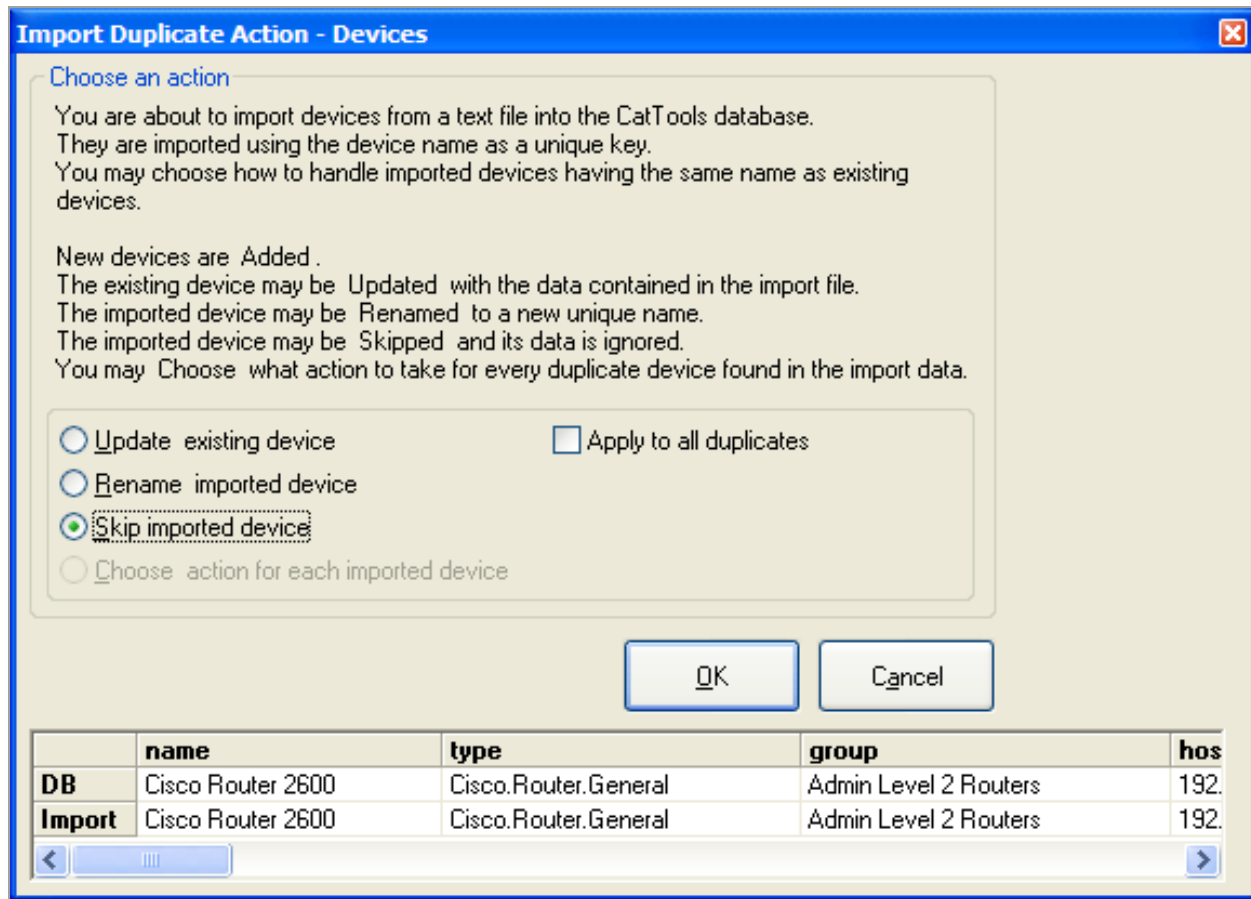 Import Duplicate Action - Devices
Choose an action
You are about to import devices from a text file into the CatTools database.
They are imported using the device name as a unique key.
You may choose how to handle imported devices having the same name as existing
devices.
New devices are  Added .
The existing device may be  Updated  with the data contained in the import file.
The imported device may be  Renamed  to a new unique name.
The imported device may be  Skipped  and its data is ignored.
You may  Choose  what action to take for every duplicate device found in the import data.
Update  existing device
Apply to all duplicates
Rename  imported device
Skip imported device
Choose  action for each imported device
OK
Cancel
name type group hos
DB Cisco Router 2600 Cisco.Router.General Admin Level 2 Routers 192.
Import Cisco Router 2600 Cisco.Router.General Admin Level 2 Routers 192.